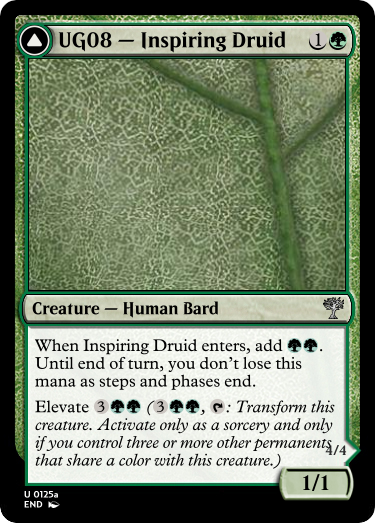 UG08 — Inspiring Druid 1
Creature — Human Bard
When Inspiring Druid enters, add .
Until end of turn, you don't lose this
mana as steps and phases end.
Elevate 3 (3, : Transform this
creature. Activate only as a sorcery and only
if you control three or more other permanents
that share a color with this creature.)
4/4
1/1
U 0125a
END